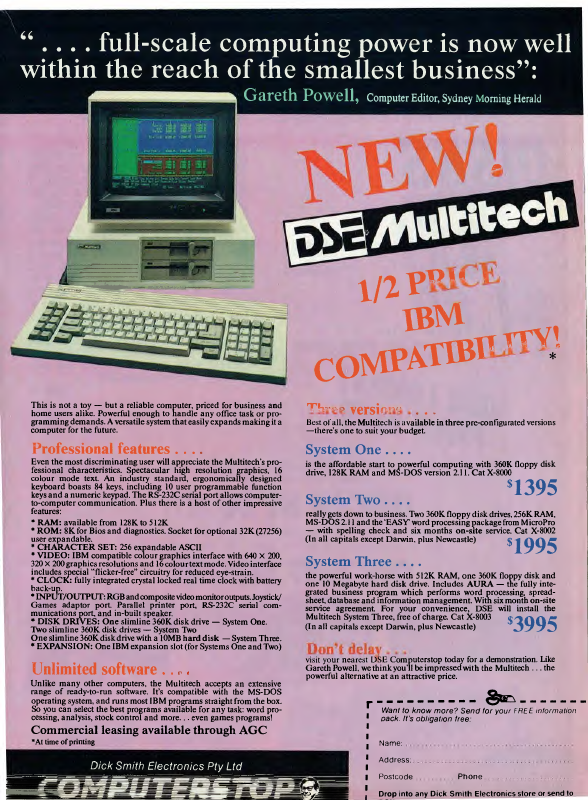 “ . . . . full-scale computing power is now well
within the reach of the smallest business”:
Gareth Powell, Computer Editor, Sydney Morning Herald
NEW!
DSE Multitech
1/2 PRICE
IBM
COMPATIBILITY!
*
This is not a toy — but a reliable computer, priced for business and
home users alike. Powerful enough to handle any office task or pro-
gramming demands. A versatile system that easily expands making it a
computer for the future.
Professional features . . . .
Even the most discriminating user will appreciate the Multitech's pro-
fessional characteristics. Spectacular high resolution graphics, 16
colour mode text. An industry standard, ergonomically designed
keyboard boasts 84 keys, including 10 user programmable function
keys and a numeric keypad. The RS-232C serial port allows computer-
to-computer communication. Plus there is a host of other impressive
features:
* RAM: available from 128K to 512K
* ROM: 8K for Bios and diagnostics. Socket for optional 32K (27256)
user expandable.
* CHARACTER SET: 256 expandable ASCII
* VIDEO: IBM compatible colour graphics interface with 640 × 200,
320 × 200 graphics resolutions and 16 colour text mode. Video interface
includes special "flicker-free" circuitry for reduced eye-strain.
* CLOCK: fully integrated crystal locked real time clock with battery
back-up.
* INPUT/OUTPUT: RGB and composite video monitor outputs. Joystick/
Games adaptor port. Parallel printer port, RS-232C serial com-
munications port, and in-built speaker.
* DISK DRIVES: One slimline 360K disk drive — System One.
Two slimline 360K disk drives — System Two
One slimline 360K disk drive with a 10MB hard disk — System Three.
* EXPANSION: One IBM expansion slot (for Systems One and Two)
Unlimited software . . . .
Unlike many other computers, the Multitech accepts an extensive
range of ready-to-run software. It's compatible with the MS-DOS
operating system, and runs most IBM programs straight from the box.
So you can select the best programs available for any task: word pro-
cessing, analysis, stock control and more . . . even games programs!
Commercial leasing available through AGC
*At time of printing
Dick Smith Electronics Pty Ltd
COMPUTERSTOP
Three versions . . . .
Best of all, the Multitech is available in three pre-configurated versions
—there's one to suit your budget.
System One . . . .
is the affordable start to powerful computing with 360K floppy disk
drive, 128K RAM and MS-DOS version 2.11. Cat X-8000
$1395
System Two . . . .
really gets down to business. Two 360K floppy disk drives, 256K RAM,
MS-DOS 2.11 and the 'EASY' word processing package from MicroPro
— with spelling check and six months on-site service. Cat X-8002
(In all capitals except Darwin, plus Newcastle)
$1995
System Three . . . .
the powerful work-horse with 512K RAM, one 360K floppy disk and
one 10 Megabyte hard disk drive. Includes AURA — the fully inte-
grated business program which performs word processing, spread-
sheet, database and information management. With six month on-site
service agreement. For your convenience, DSE will install the
Multitech System Three, free of charge. Cat X-8003
(In all capitals except Darwin, plus Newcastle)
$3995
Don't delay . . .
visit your nearest DSE Computerstop today for a demonstration. Like
Gareth Powell, we think you'll be impressed with the Multitech . . . the
powerful alternative at an attractive price.
Want to know more? Send for your FREE information
pack. It's obligation free:
Name:
Address:
Postcode Phone
Drop into any Dick Smith Electronics store or send to